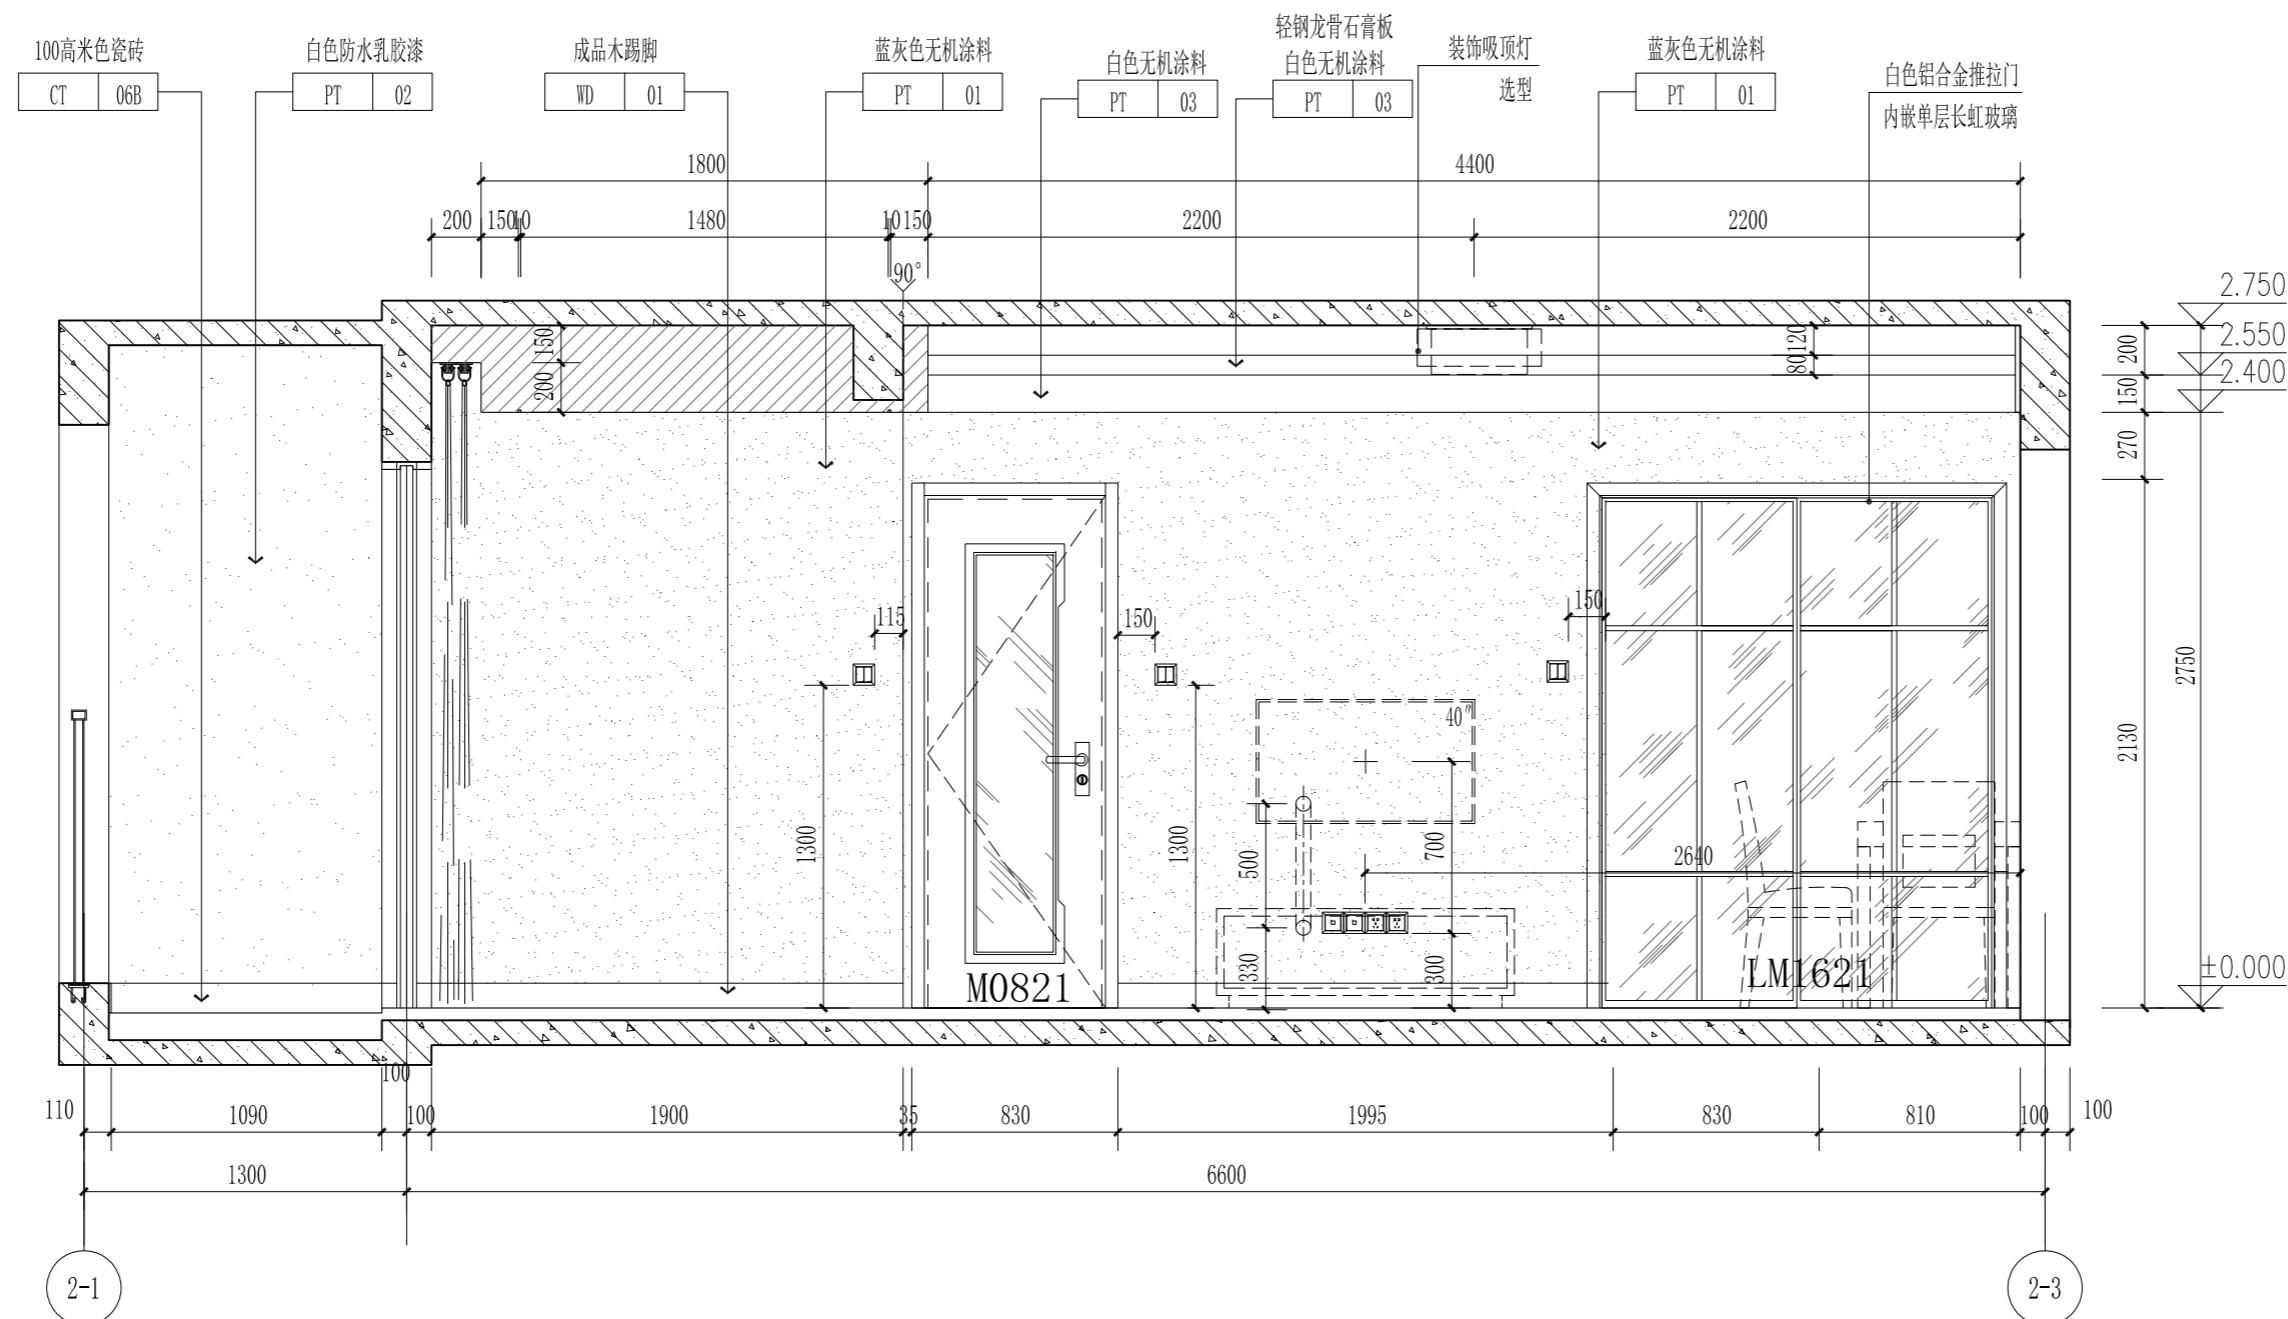 轻钢龙骨石膏板
100高米色瓷砖
CT 06B
白色防水乳胶漆
PT 02
成品木踢脚
WD 01
蓝灰色无机涂料
PT 01
白色无机涂料
PT 03
白色无机涂料
PT 03
装饰吸顶灯
选型
蓝灰色无机涂料
PT 01
白色铝合金推拉门
内嵌单层长虹玻璃
1800 4400
200 150 10 1480 10 150 2200 2200
90°
2.750
2.550
2.400
150
200
120
80
200
150
270
2130
2750
115
150
150
40"
1300
1300
500
700
2640
330
300
M0821
LM1621
±0.000
100
110 1090 100 1900 35 830 1995 830 810 100 100
1300 6600
2-1 2-3